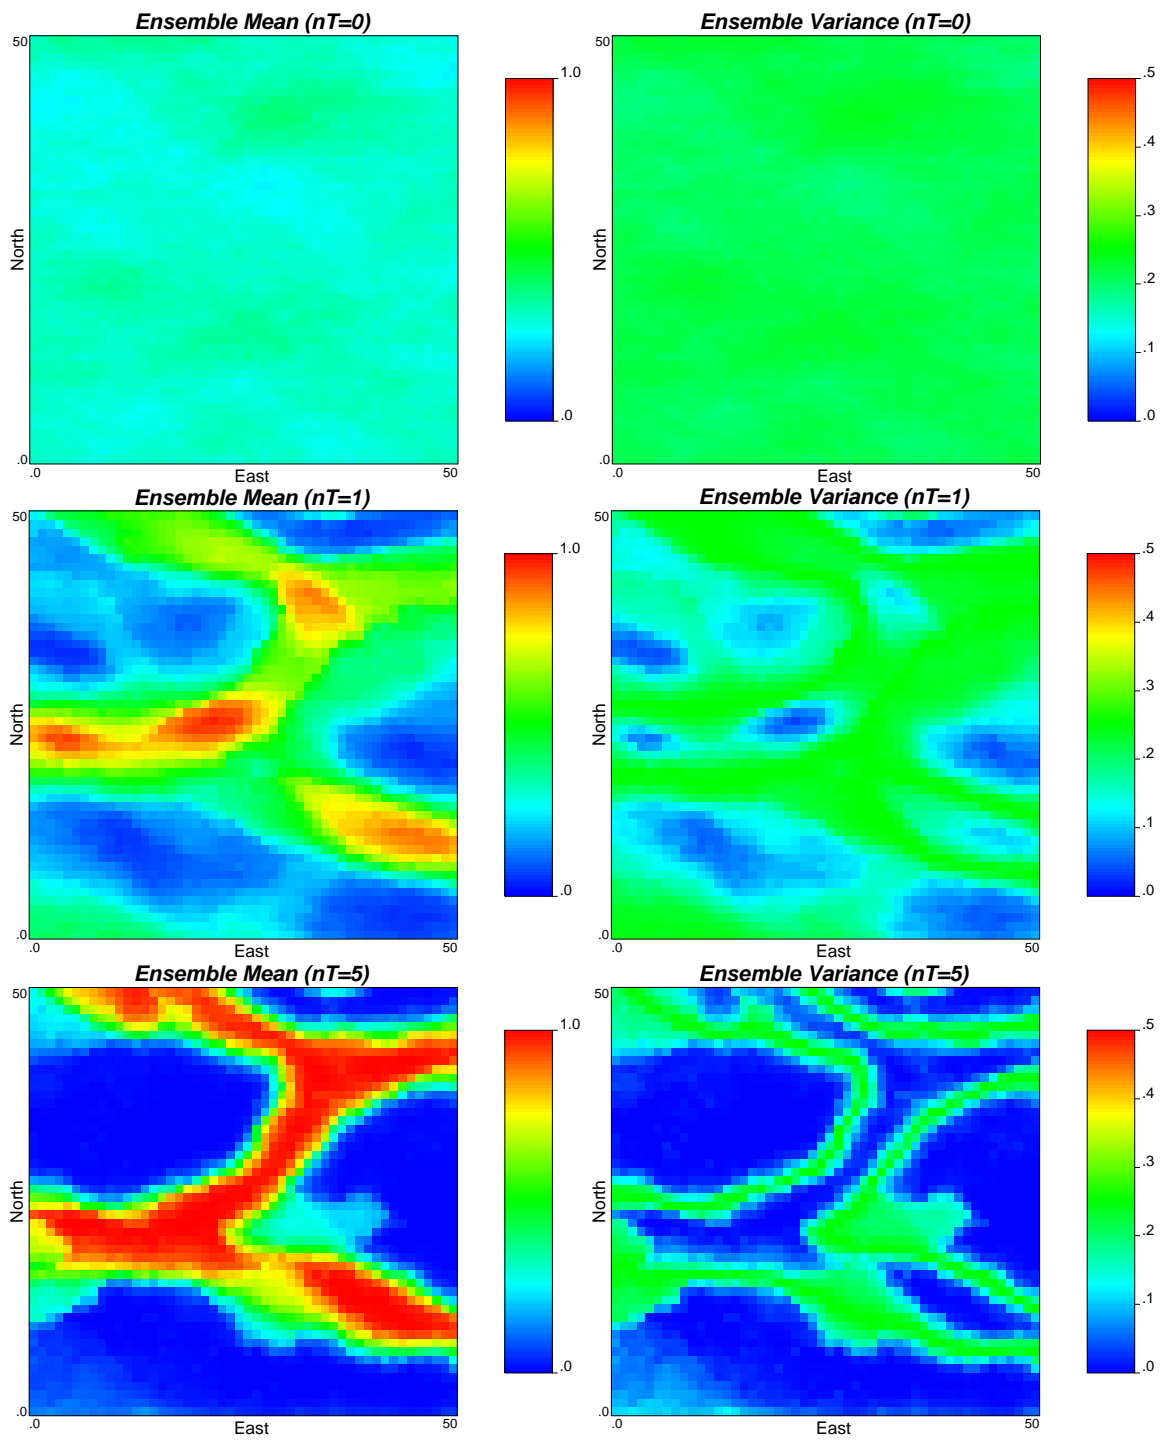 Ensemble Mean (nT=0)
50
North
.0
.0
East
50
1.0
.0
Ensemble Variance (nT=0)
50
North
.0
.0
East
50
.5
.4
.3
.2
.1
.0
Ensemble Mean (nT=1)
50
North
.0
.0
East
50
1.0
.0
Ensemble Variance (nT=1)
50
North
.0
.0
East
50
.5
.4
.3
.2
.1
.0
Ensemble Mean (nT=5)
50
North
.0
.0
East
50
1.0
.0
Ensemble Variance (nT=5)
50
North
.0
.0
East
50
.5
.4
.3
.2
.1
.0